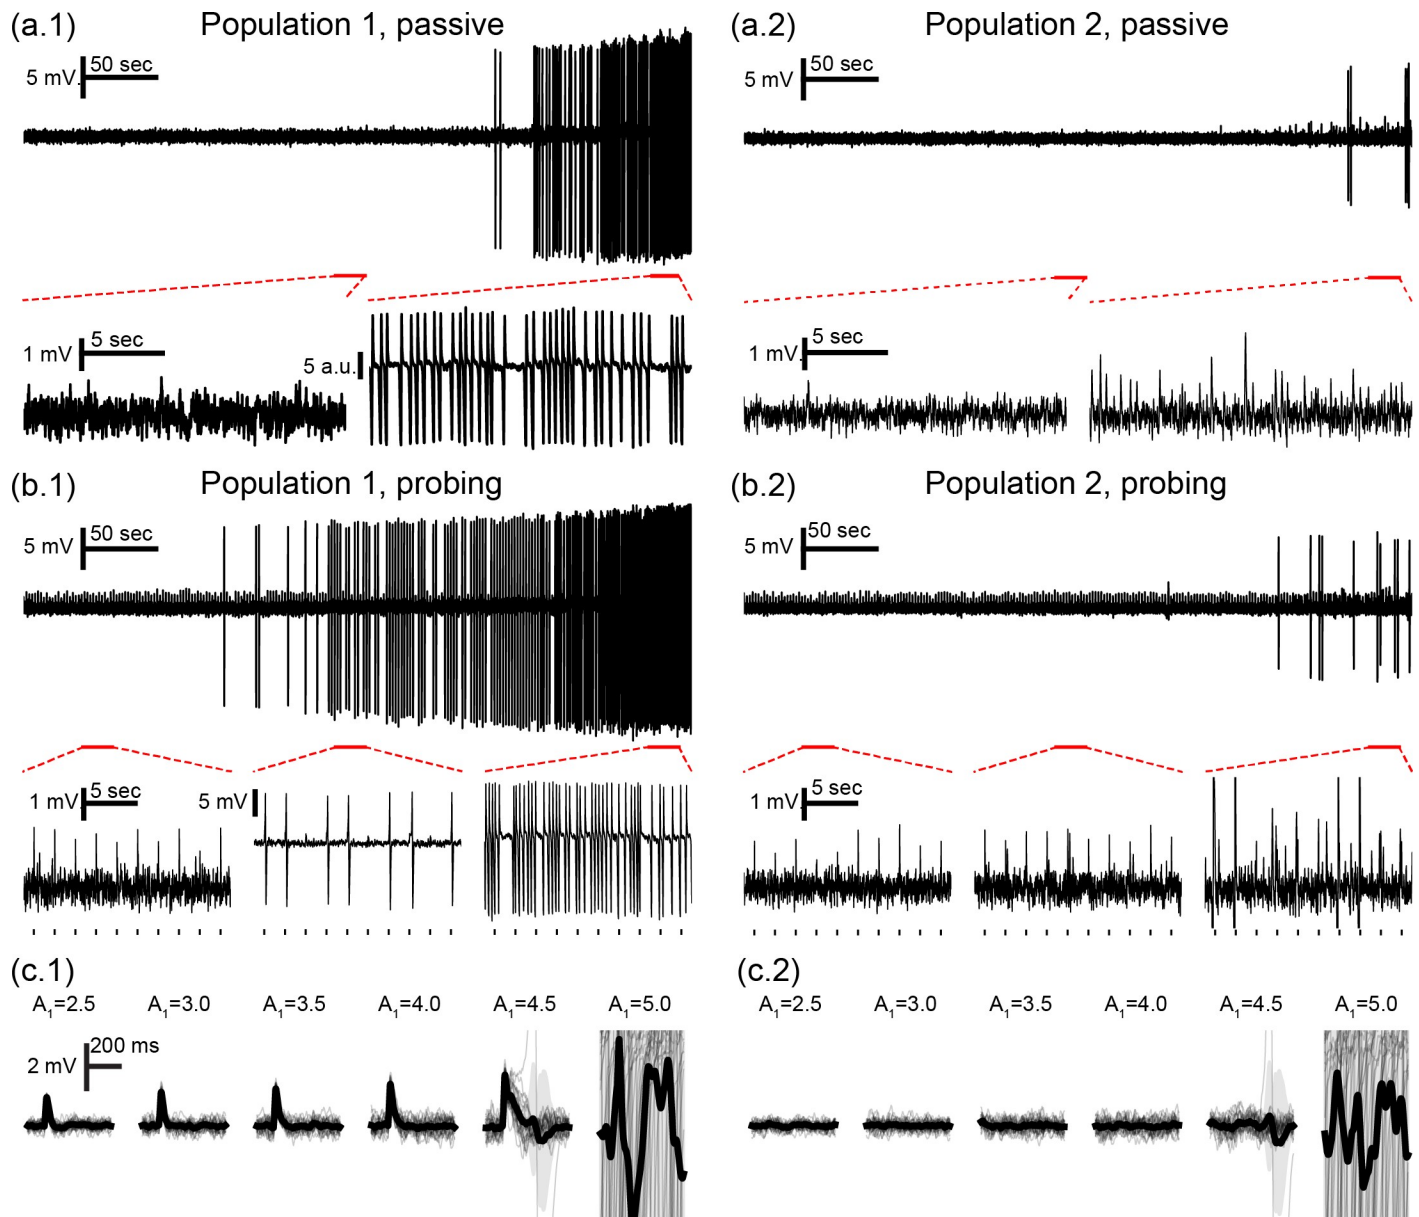 (a.1) Population 1, passive
(a.2) Population 2, passive
50 sec
5 mV
50 sec
5 mV
5 sec
1 mV
5 a.u.
5 sec
1 mV
(b.1) Population 1, probing
(b.2) Population 2, probing
50 sec
5 mV
50 sec
5 mV
5 sec
1 mV
5 mV
5 sec
1 mV
(c.1)
(c.2)
A1=2.5 A1=3.0 A1=3.5 A1=4.0 A1=4.5 A1=5.0
A1=2.5 A1=3.0 A1=3.5 A1=4.0 A1=4.5 A1=5.0
200 ms
2 mV